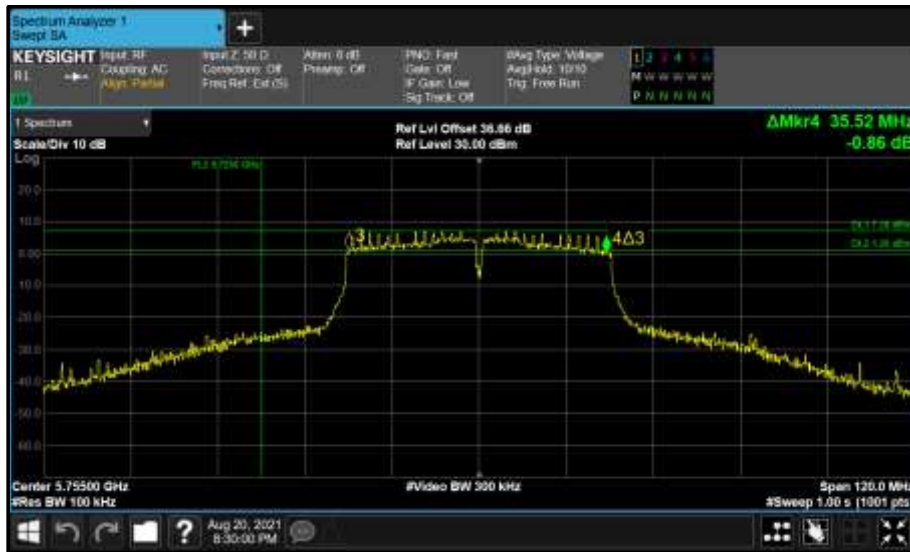 Spectrum Analyzer 1
Swept SA
KEYSIGHT
Input: RF
Coupling: AC
Align: Partial
Input Z: 50 Ω
Corrections: Off
Freq Ref: Ext (S)
Atten: 6 dB
Preamp: Off
PNO: Fast
Gate: Off
IF Gain: Low
Sig Track: Off
#Avg Type: Voltage
Avg|Hold: 10/10
Trig: Free Run
1 2 3 4 5 6
M W W W W W
P N N N N N
1 Spectrum
Scale/Div 10 dB
Log
Ref Lvl Offset 36.66 dB
Ref Level 30.00 dBm
ΔMkr4 35.52 MHz
-0.86 dB
20.0
10.0
0.00
-10.0
-20.0
-30.0
-40.0
-50.0
-60.0
3
4Δ3
Center 5.75500 GHz
#Res BW 100 kHz
#Video BW 300 kHz
Span 120.0 MHz
#Sweep 1.00 s (1001 pts
Aug 20, 2021
8:30:00 PM